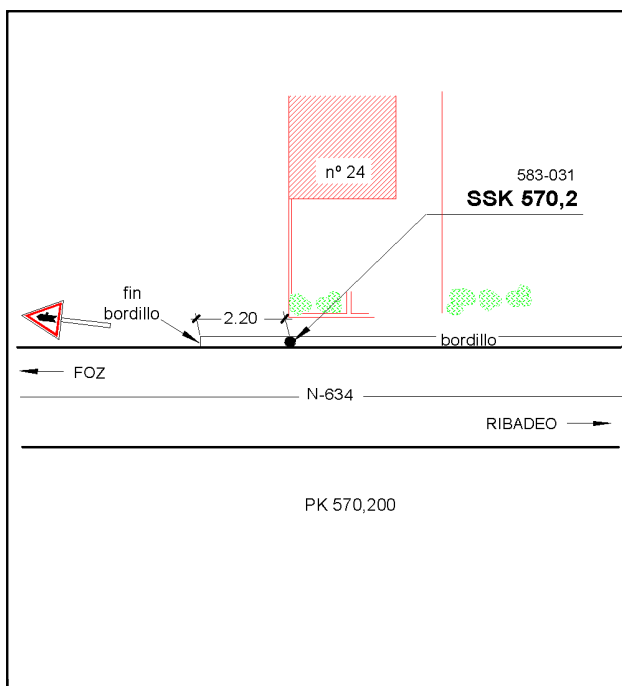 nº 24
583-031
SSK 570,2
fin
bordillo
2.20
bordillo
FOZ
N-634
RIBADEO
PK 570,200